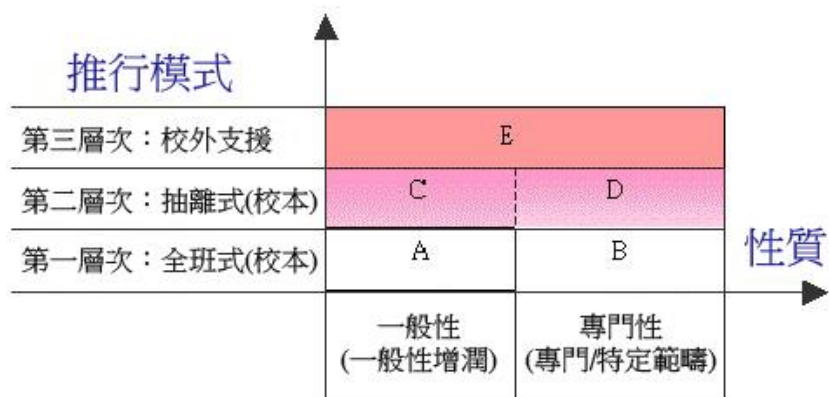 推行模式
第三層次：校外支援
E
第二層次：抽離式(校本)
C
D
第一層次：全班式(校本)
A
B
性質
一般性
(一般性增潤)
專門性
(專門/特定範疇)